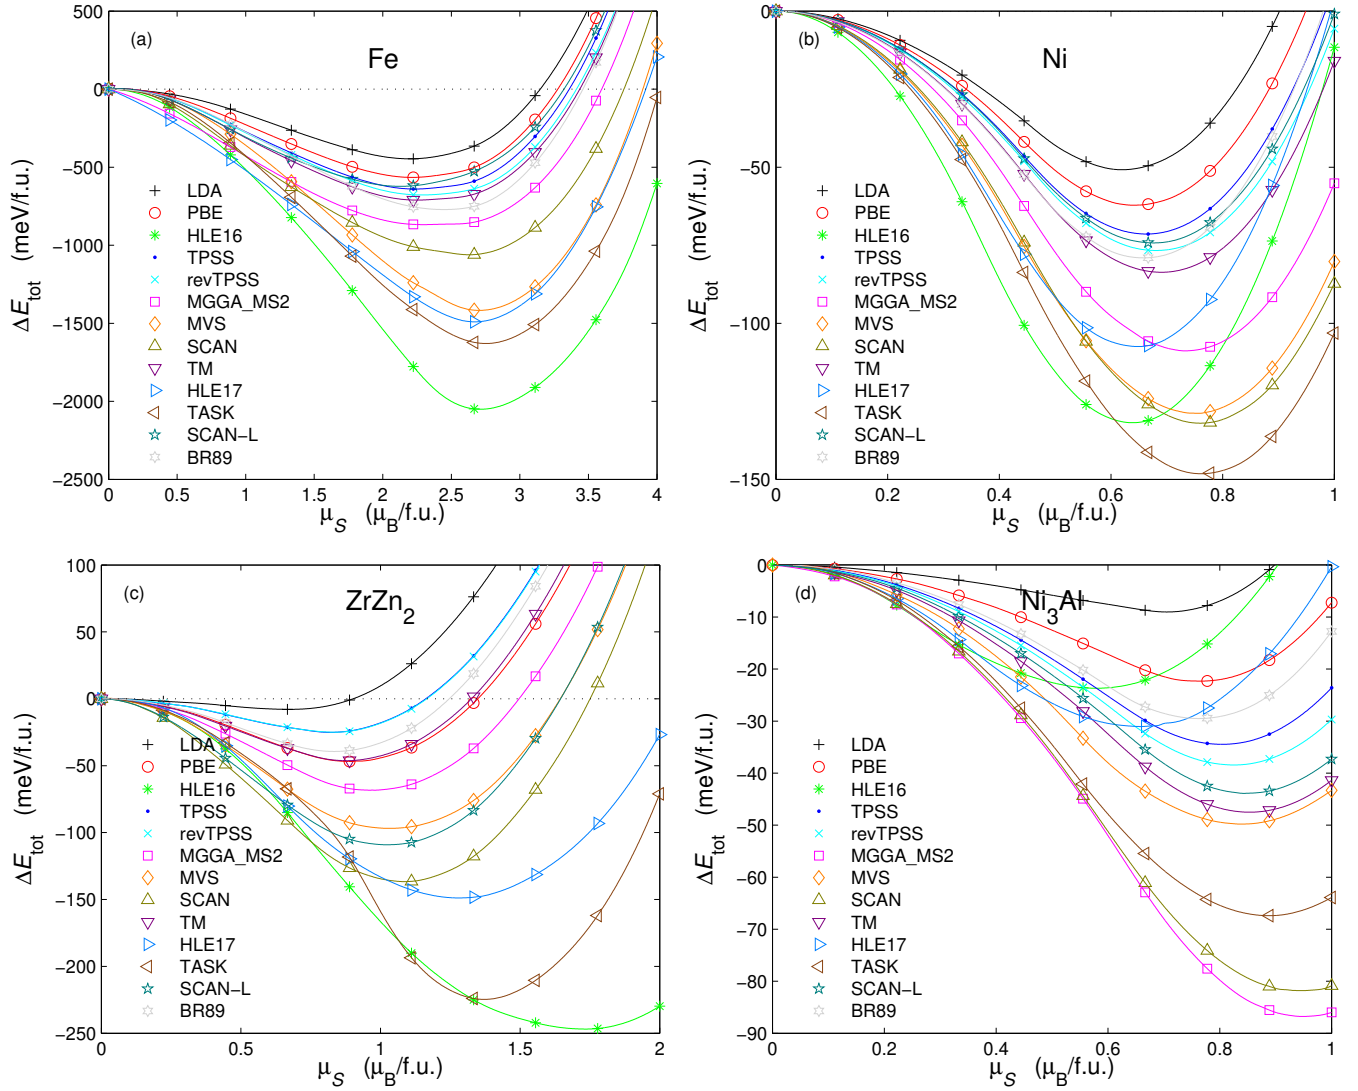 (a)
Fe
500
0
−500
−1000
−1500
−2000
−2500
ΔE_tot (meV/f.u.)
LDA
PBE
HLE16
TPSS
revTPSS
MGGA_MS2
MVS
SCAN
TM
HLE17
TASK
SCAN−L
BR89
0 0.5 1 1.5 2 2.5 3 3.5 4
μ_S (μ_B/f.u.)
(b)
Ni
0
−50
−100
−150
ΔE_tot (meV/f.u.)
LDA
PBE
HLE16
TPSS
revTPSS
MGGA_MS2
MVS
SCAN
TM
HLE17
TASK
SCAN−L
BR89
0 0.2 0.4 0.6 0.8 1
μ_S (μ_B/f.u.)
(c)
ZrZn₂
100
50
0
−50
−100
−150
−200
−250
ΔE_tot (meV/f.u.)
LDA
PBE
HLE16
TPSS
revTPSS
MGGA_MS2
MVS
SCAN
TM
HLE17
TASK
SCAN−L
BR89
0 0.5 1 1.5 2
μ_S (μ_B/f.u.)
(d)
Ni₃Al
0
−10
−20
−30
−40
−50
−60
−70
−80
−90
ΔE_tot (meV/f.u.)
LDA
PBE
HLE16
TPSS
revTPSS
MGGA_MS2
MVS
SCAN
TM
HLE17
TASK
SCAN−L
BR89
0 0.2 0.4 0.6 0.8 1
μ_S (μ_B/f.u.)